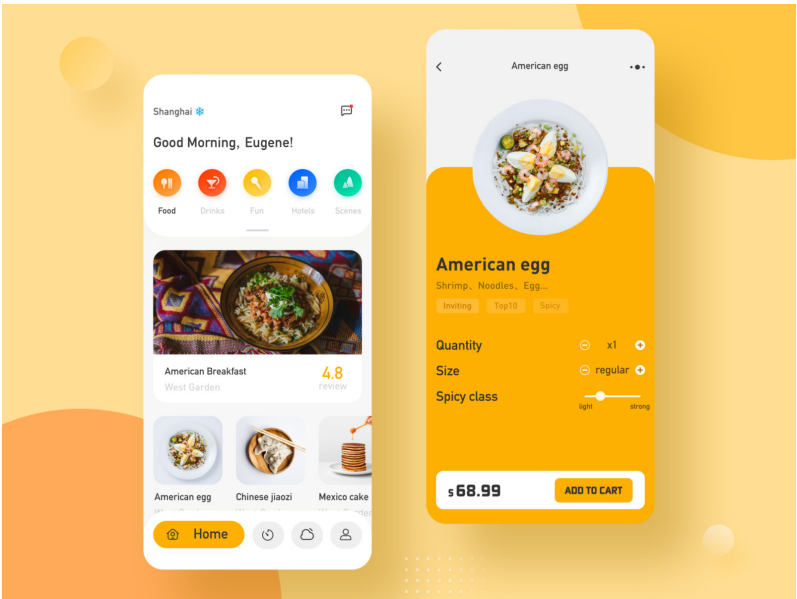 Shanghai
Good Morning, Eugene!
Food
Drinks
Fun
Hotels
Scenes
American Breakfast
4.8
West Garden
review
American egg
Chinese jiaozi
Mexico cake
Home
American egg
American egg
Shrimp、Noodles、Egg...
Inviting
Top10
Spicy
Quantity
x1
Size
regular
Spicy class
light
strong
$68.99
ADD TO CART